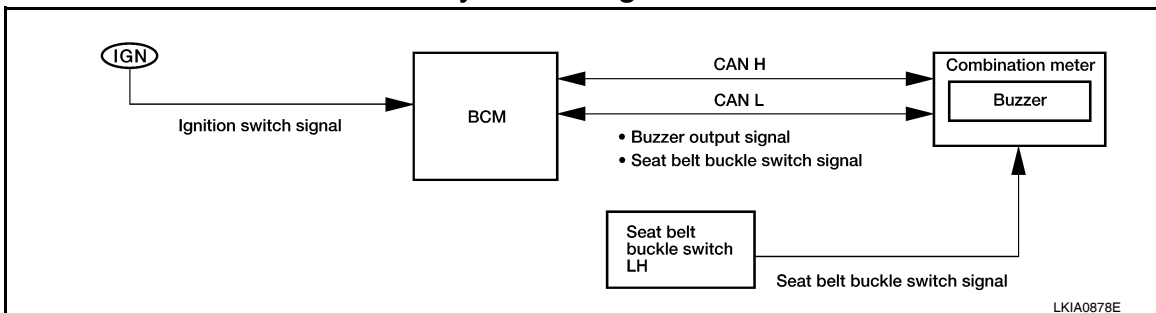 IGN
Ignition switch signal
BCM
CAN H
CAN L
• Buzzer output signal
• Seat belt buckle switch signal
Combination meter
Buzzer
Seat belt
buckle switch
LH
Seat belt buckle switch signal
LKIA0878E